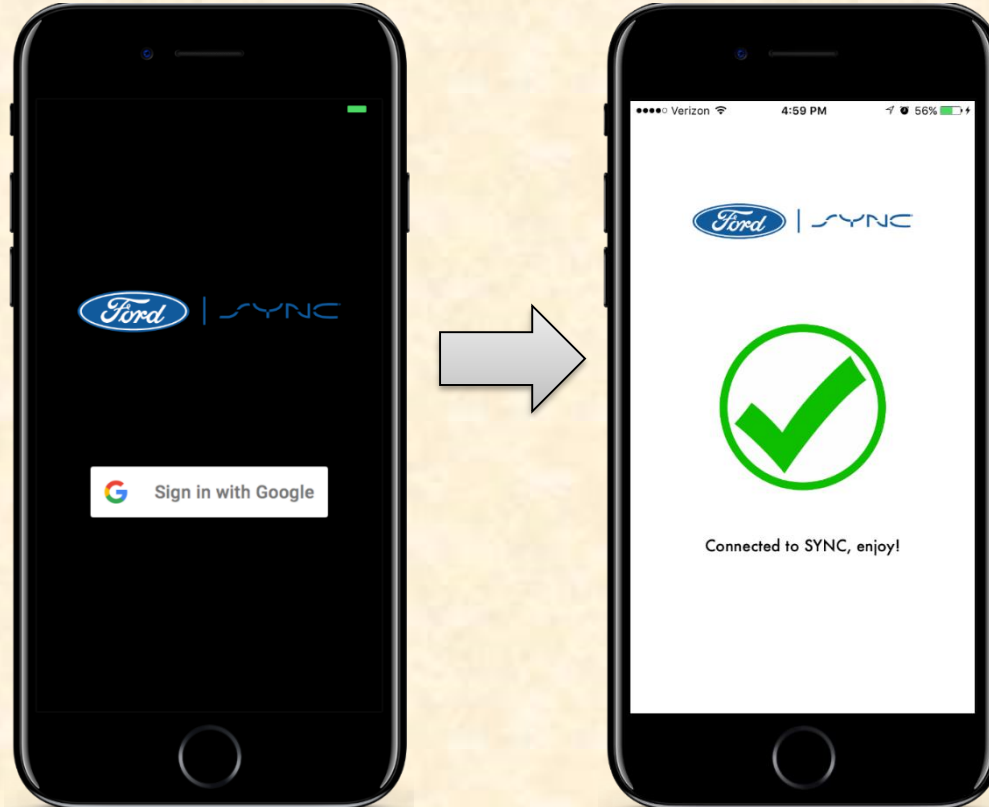 Ford | SYNC
G Sign in with Google
Verizon 4:59 PM 56%
Ford | SYNC
Connected to SYNC, enjoy!